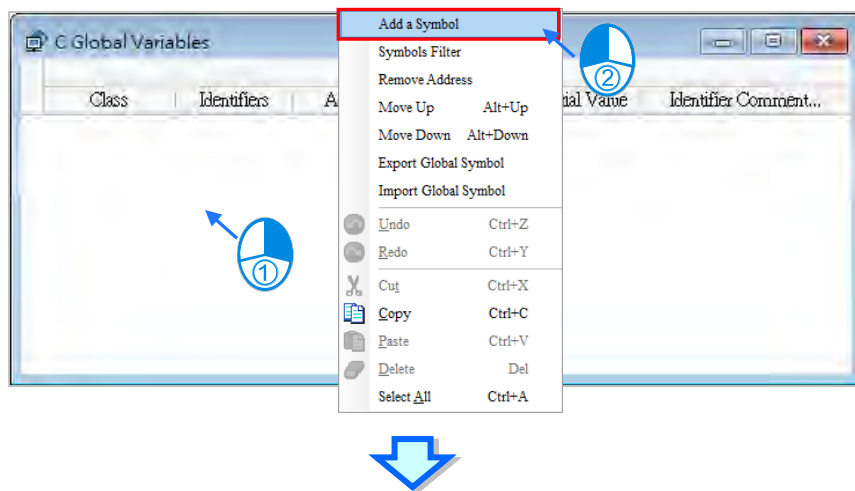 C Global Variables
Class Identifiers A ial Value Identifier Comment...
Add a Symbol
Symbols Filter
Remove Address
Move Up Alt+Up
Move Down Alt+Down
Export Global Symbol
Import Global Symbol
Undo Ctrl+Z
Redo Ctrl+Y
Cut Ctrl+X
Copy Ctrl+C
Paste Ctrl+V
Delete Del
Select All Ctrl+A
②
①